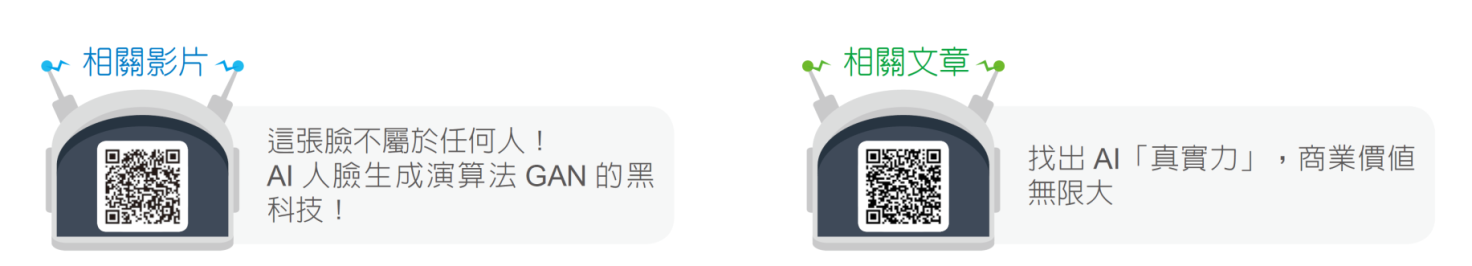 相關影片
這張臉不屬於任何人！
AI 人臉生成演算法 GAN 的黑
科技！
相關文章
找出 AI「真實力」，商業價值
無限大